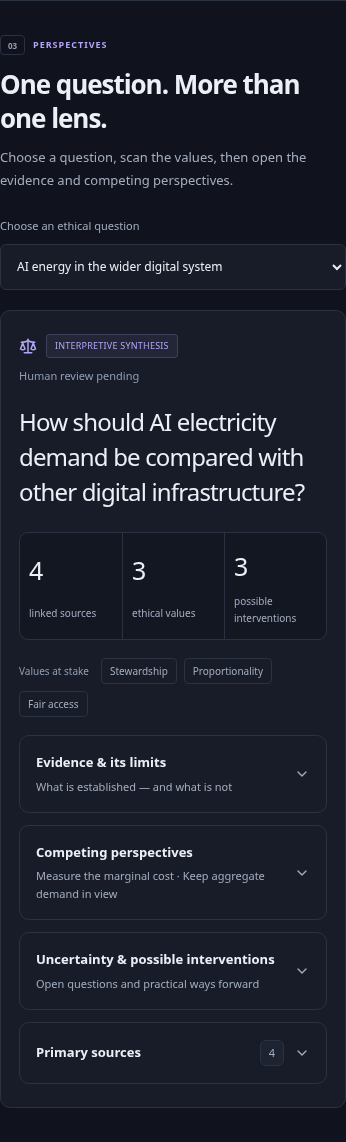 03 PERSPECTIVES
One question. More than
one lens.
Choose a question, scan the values, then open the
evidence and competing perspectives.
Choose an ethical question
AI energy in the wider digital system
INTERPRETIVE SYNTHESIS
Human review pending
How should AI electricity
demand be compared with
other digital infrastructure?
4
linked sources
3
ethical values
3
possible
interventions
Values at stake Stewardship Proportionality
Fair access
Evidence & its limits
What is established — and what is not
Competing perspectives
Measure the marginal cost · Keep aggregate
demand in view
Uncertainty & possible interventions
Open questions and practical ways forward
Primary sources 4